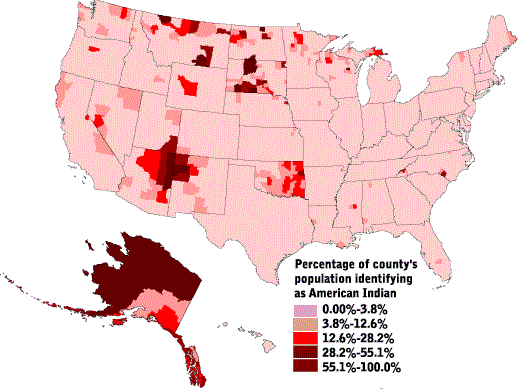 Percentage of county's
population identifying
as American Indian
0.00%-3.8%
3.8%-12.6%
12.6%-28.2%
28.2%-55.1%
55.1%-100.0%